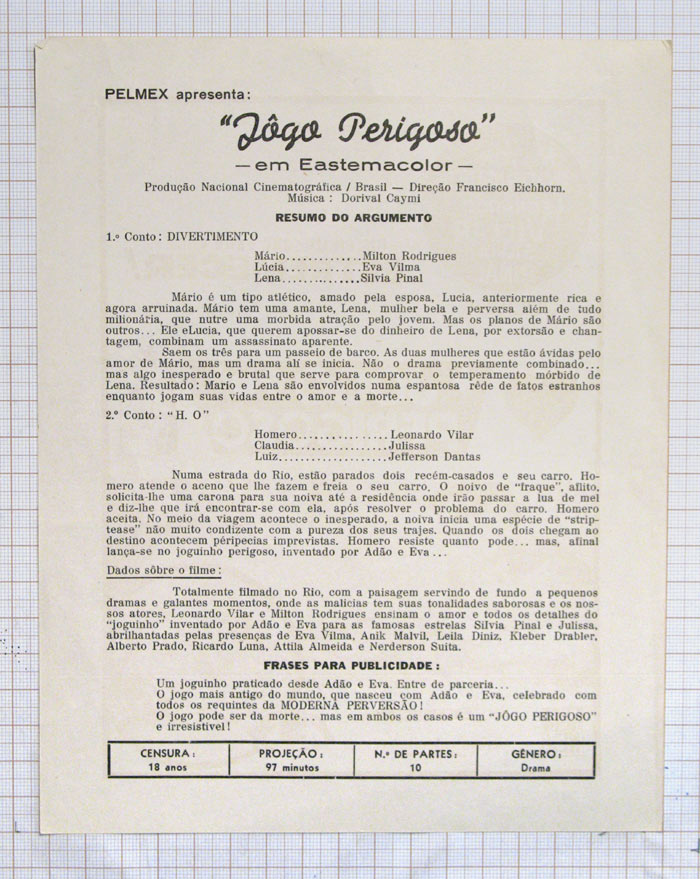 PELMEX apresenta:
"Jôgo Perigoso"
— em Eastemacolor —
Produção Nacional Cinematográfica / Brasil — Direção Francisco Eichhorn.
Música : Dorival Caymi
RESUMO DO ARGUMENTO
1.º Conto : DIVERTIMENTO
Mário..............Milton Rodrigues
Lúcia..............Eva Vilma
Lena...............Silvia Pinal
Mário é um tipo atlético, amado pela esposa, Lucia, anteriormente rica e
agora arruinada. Mário tem uma amante, Lena, mulher bela e perversa além de tudo
milionária, que nutre uma morbida atração pelo jovem. Mas os planos de Mário são
outros... Ele eLucia, que querem apossar-se do dinheiro de Lena, por extorsão e chan-
tagem, combinam um assassinato aparente.
Saem os três para um passeio de barco. As duas mulheres que estão ávidas pelo
amor de Mário, mas um drama alí se inicia. Não o drama previamente combinado...
mas algo inesperado e brutal que serve para comprovar o temperamento mórbido de
Lena. Resultado: Mario e Lena são envolvidos numa espantosa rêde de fatos estranhos
enquanto jogam suas vidas entre o amor e a morte...
2.º Conto : "H. O"
Homero................Leonardo Vilar
Claudia.................Julissa
Luiz....................Jefferson Dantas
Numa estrada do Rio, estão parados dois recém-casados e seu carro. Ho-
mero atende o aceno que lhe fazem e freia o seu carro, O noivo de "fraque", aflito,
solicita-lhe uma carona para sua noiva até a residência onde irão passar a lua de mel
e diz-lhe que irá encontrar-se com ela, após resolver o problema do carro. Homero
aceita. No meio da viagem acontece o inesperado, a noiva inicia uma espécie de "strip-
tease" não muito condizente com a pureza dos seus trajes. Quando os dois chegam ao
destino acontecem péripecias imprevistas. Homero resiste quanto pode... mas, afinal
lança-se no joguinho perigoso, inventado por Adão e Eva...
Dados sôbre o filme :
Totalmente filmado no Rio, com a paisagem servindo de fundo a pequenos
dramas e galantes momentos, onde as malicias tem suas tonalidades saborosas e os nos-
sos atores, Leonardo Vilar e Milton Rodrigues ensinam o amor e todos os detalhes do
"joguinho" inventado por Adão e Eva para as famosas estrelas Silvia Pinal e Julissa,
abrilhantadas pelas presenças de Eva Vilma, Anik Malvil, Leila Diniz, Kleber Drabler,
Alberto Prado, Ricardo Luna, Attila Almeida e Nerderson Suita.
FRASES PARA PUBLICIDADE :
Um joguinho praticado desde Adão e Eva. Entre de parceria...
O jogo mais antigo do mundo, que nasceu com Adão e Eva, celebrado com
todos os requintes da MODERNA PERVERSÃO!
O jogo pode ser da morte... mas em ambos os casos é um "JÔGO PERIGOSO"
e irresistivel!
CENSURA : PROJEÇÃO : N.º DE PARTES : GÊNERO :
18 anos 97 minutos 10 Drama